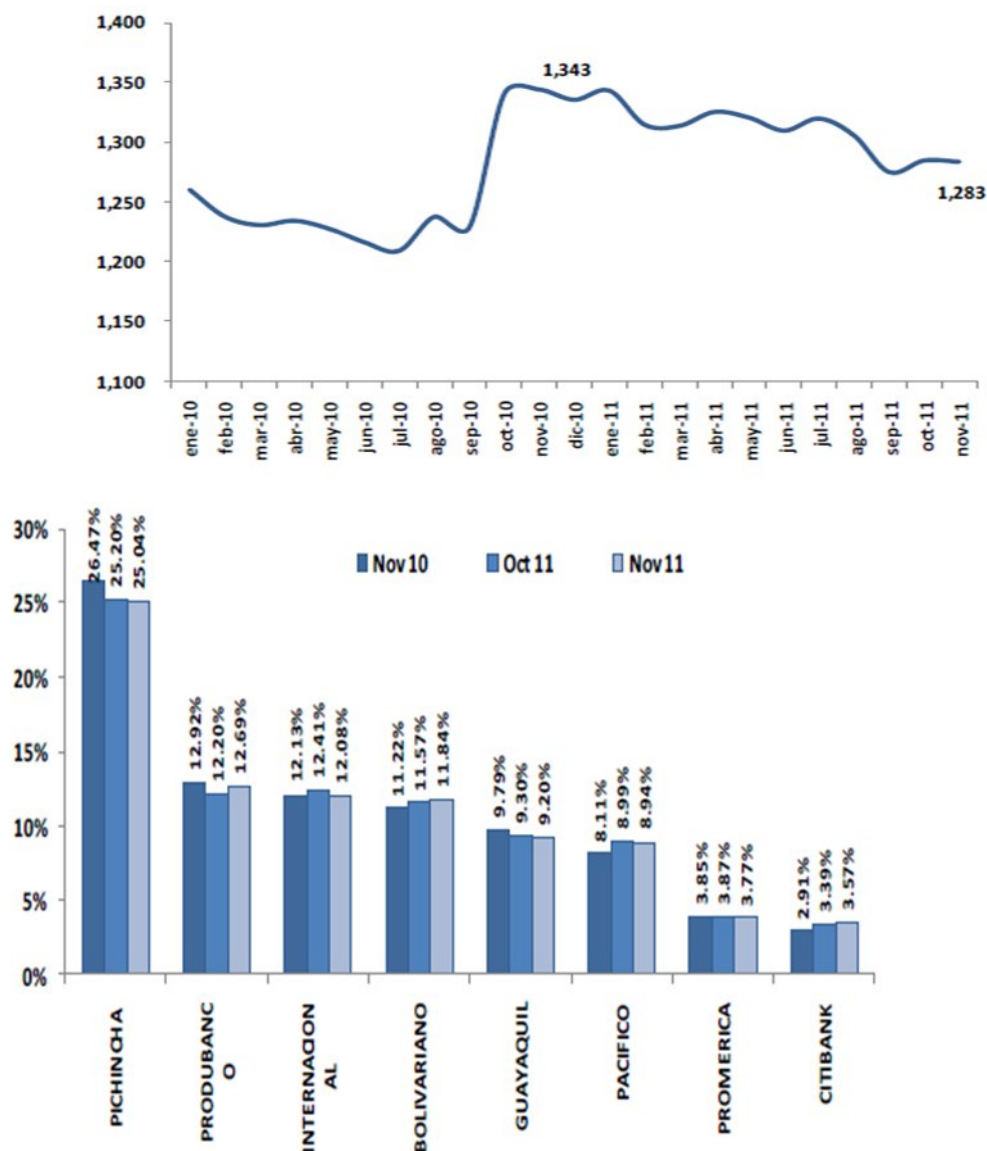 1,400
1,350
1,300
1,250
1,200
1,150
1,100
1,343
1,283
ene-10
feb-10
mar-10
abr-10
may-10
jun-10
jul-10
ago-10
sep-10
oct-10
nov-10
dic-10
ene-11
feb-11
mar-11
abr-11
may-11
jun-11
jul-11
ago-11
sep-11
oct-11
nov-11
30%
25%
20%
15%
10%
5%
0%
Nov 10
Oct 11
Nov 11
26.47%
25.20%
25.04%
12.92%
12.20%
12.69%
12.13%
12.41%
12.08%
11.22%
11.57%
11.84%
9.79%
9.30%
9.20%
8.11%
8.99%
8.94%
3.85%
3.87%
3.77%
2.91%
3.39%
3.57%
PICHINCHA
PRODUBANC
O
INTERNACION
AL
BOLIVARIANO
GUAYAQUIL
PACIFICO
PROMERICA
CITIBANK